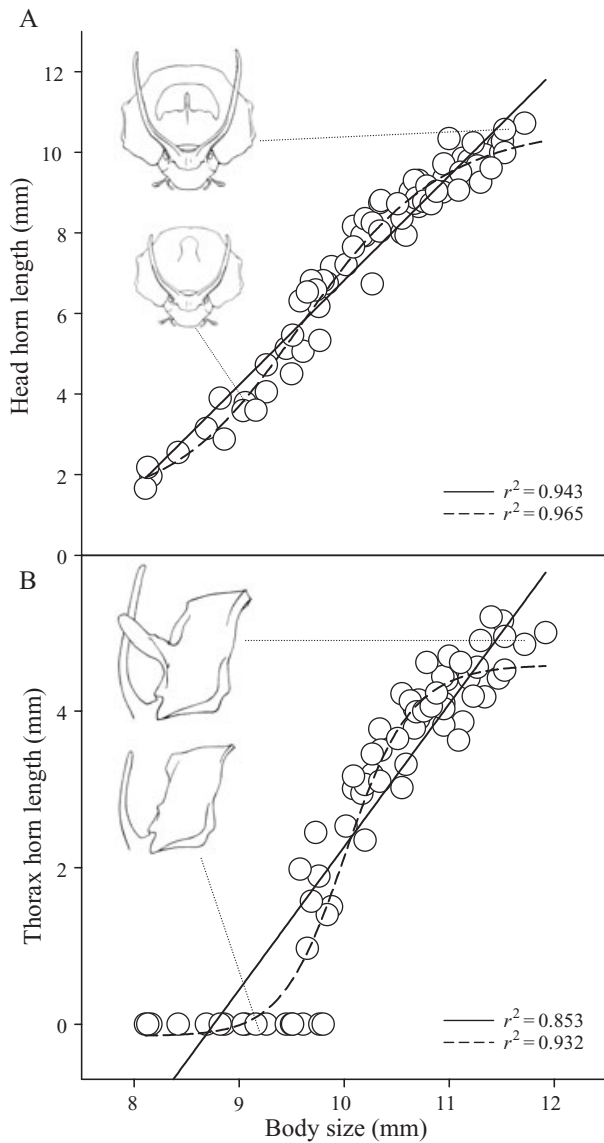 A
12
10
8
6
4
2
0
Head horn length (mm)
r² = 0.943
r² = 0.965
B
4
2
0
Thorax horn length (mm)
r² = 0.853
r² = 0.932
8 9 10 11 12
Body size (mm)